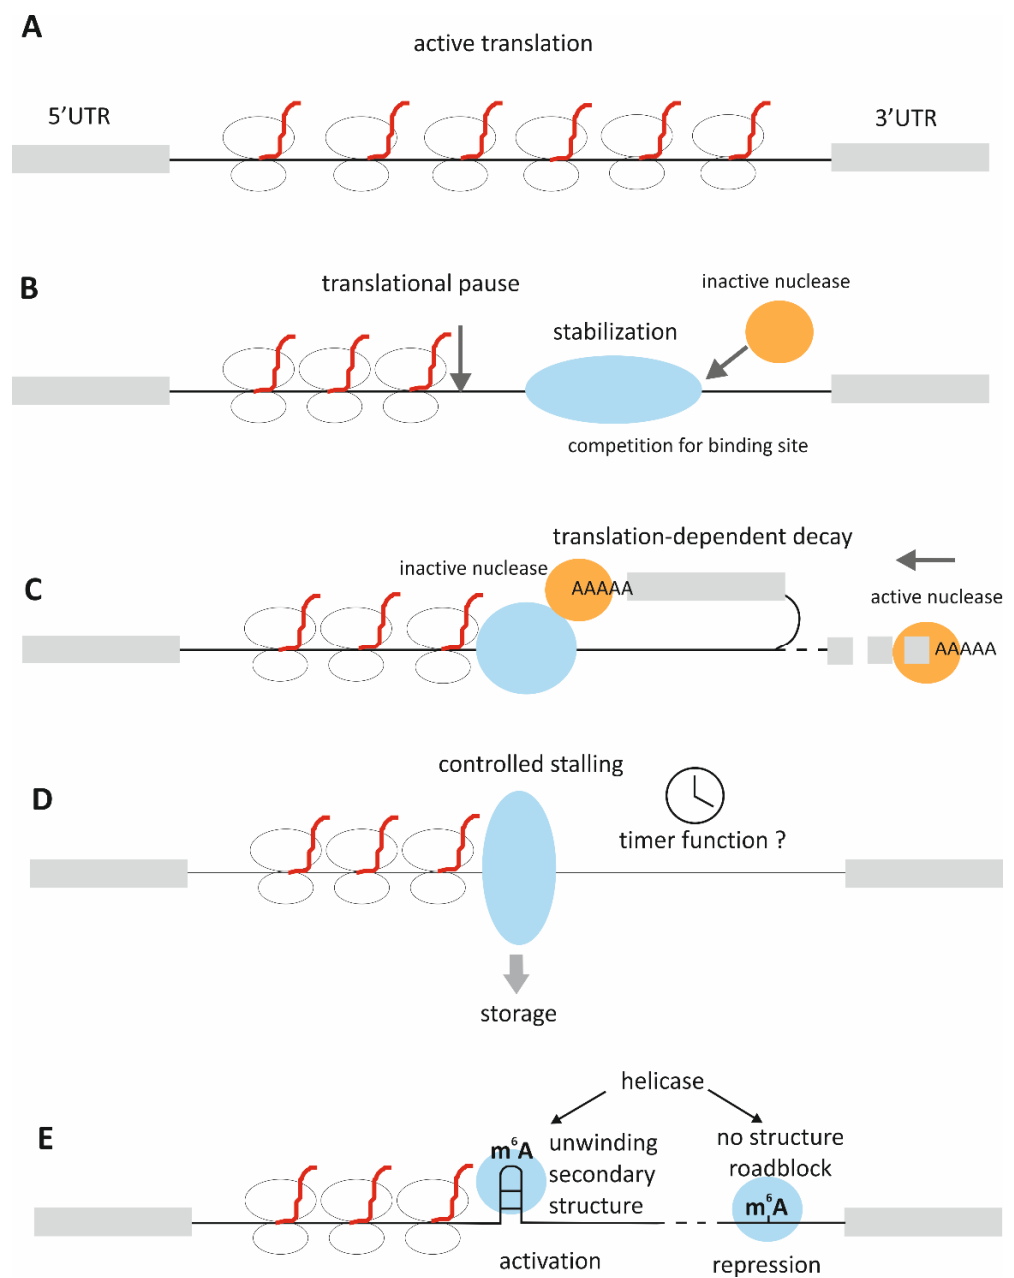 A
active translation
5'UTR
3'UTR
B
translational pause
inactive nuclease
stabilization
competition for binding site
C
translation-dependent decay
inactive nuclease
AAAAA
active nuclease
AAAAA
D
controlled stalling
timer function ?
storage
E
helicase
m⁶A
unwinding
secondary
structure
no structure
roadblock
m⁶A
activation
repression